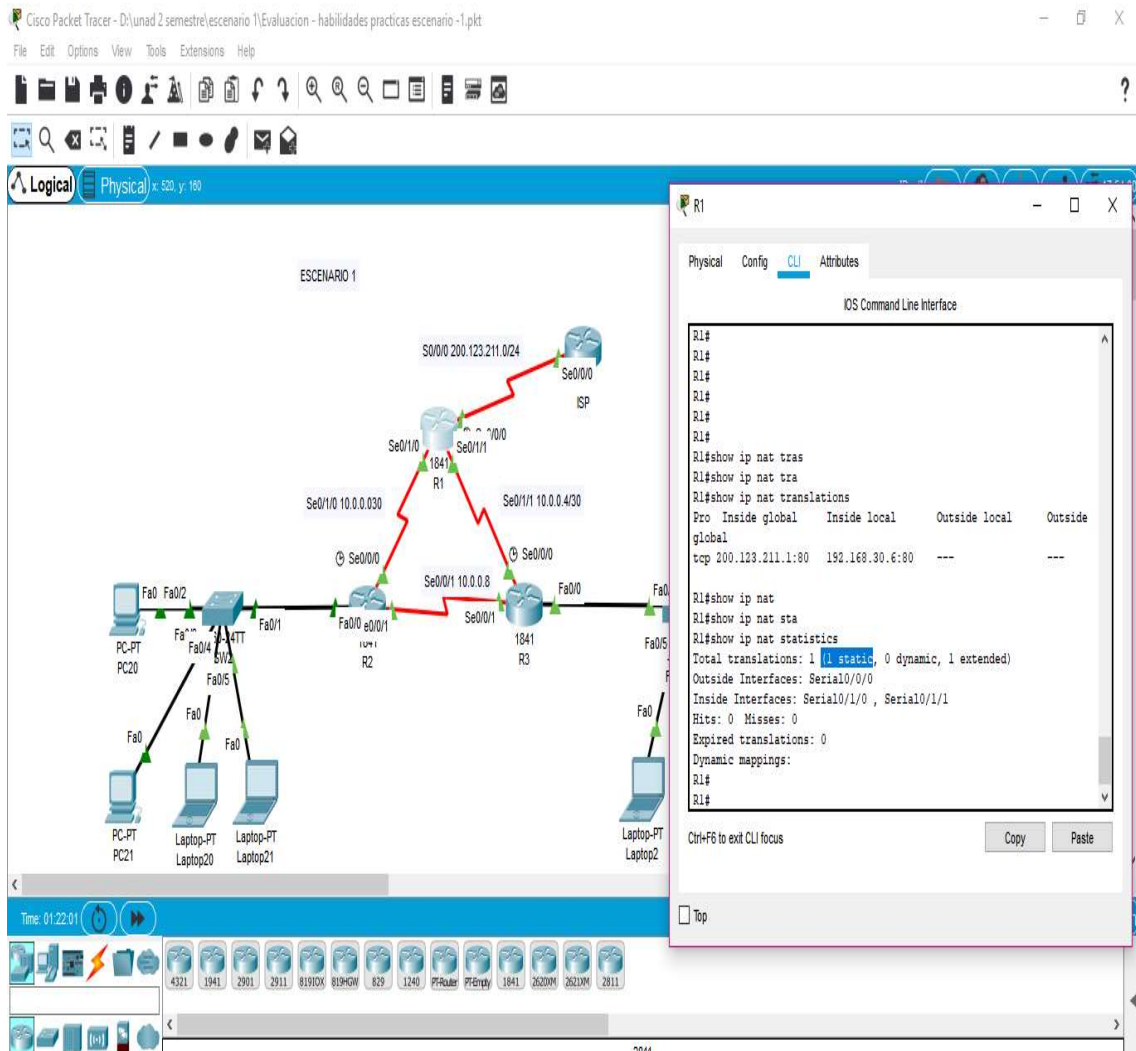 Cisco Packet Tracer - D:\unad 2 semestre\escenario 1\Evaluacion - habilidades practicas escenario -1.pkt
File Edit Options View Tools Extensions Help
?
Logical
Physical
x: 520, y: 160
ESCENARIO 1
S0/0/0 200.123.211.0/24
Se0/0/0
ISP
Se0/1/0
Se0/1/1
1841
R1
Se0/1/0 10.0.0.030
Se0/1/1 10.0.0.4/30
Se0/0/0
Se0/0/0
Se0/0/1 10.0.0.8
Fa0/0
Se0/0/1
1841
R3
Fa0/0
R2
Fa0 Fa0/2
Fa0/1
Fa0/4
Fa0/5
PC-PT
PC20
Fa0
Fa0
Fa0
PC-PT
PC21
Laptop-PT
Laptop20
Laptop-PT
Laptop21
Fa0/5
Fa0
Laptop-PT
Laptop2
R1
Physical Config CLI Attributes
IOS Command Line Interface
R1#
R1#
R1#
R1#
R1#
R1#
R1#show ip nat tras
R1#show ip nat tra
R1#show ip nat translations
Pro Inside global Inside local Outside local Outside
global
tcp 200.123.211.1:80 192.168.30.6:80 --- ---
R1#show ip nat
R1#show ip nat sta
R1#show ip nat statistics
Total translations: 1 (1 static, 0 dynamic, 1 extended)
Outside Interfaces: Serial0/0/0
Inside Interfaces: Serial0/1/0 , Serial0/1/1
Hits: 0 Misses: 0
Expired translations: 0
Dynamic mappings:
R1#
R1#
Ctrl+F6 to exit CLI focus
Copy
Paste
Top
Time: 01:22:01
4321 1941 2901 2911 819IOX 819HGW 829 1240 PT-Router PT-Empty 1841 2620XM 2621XM 2811